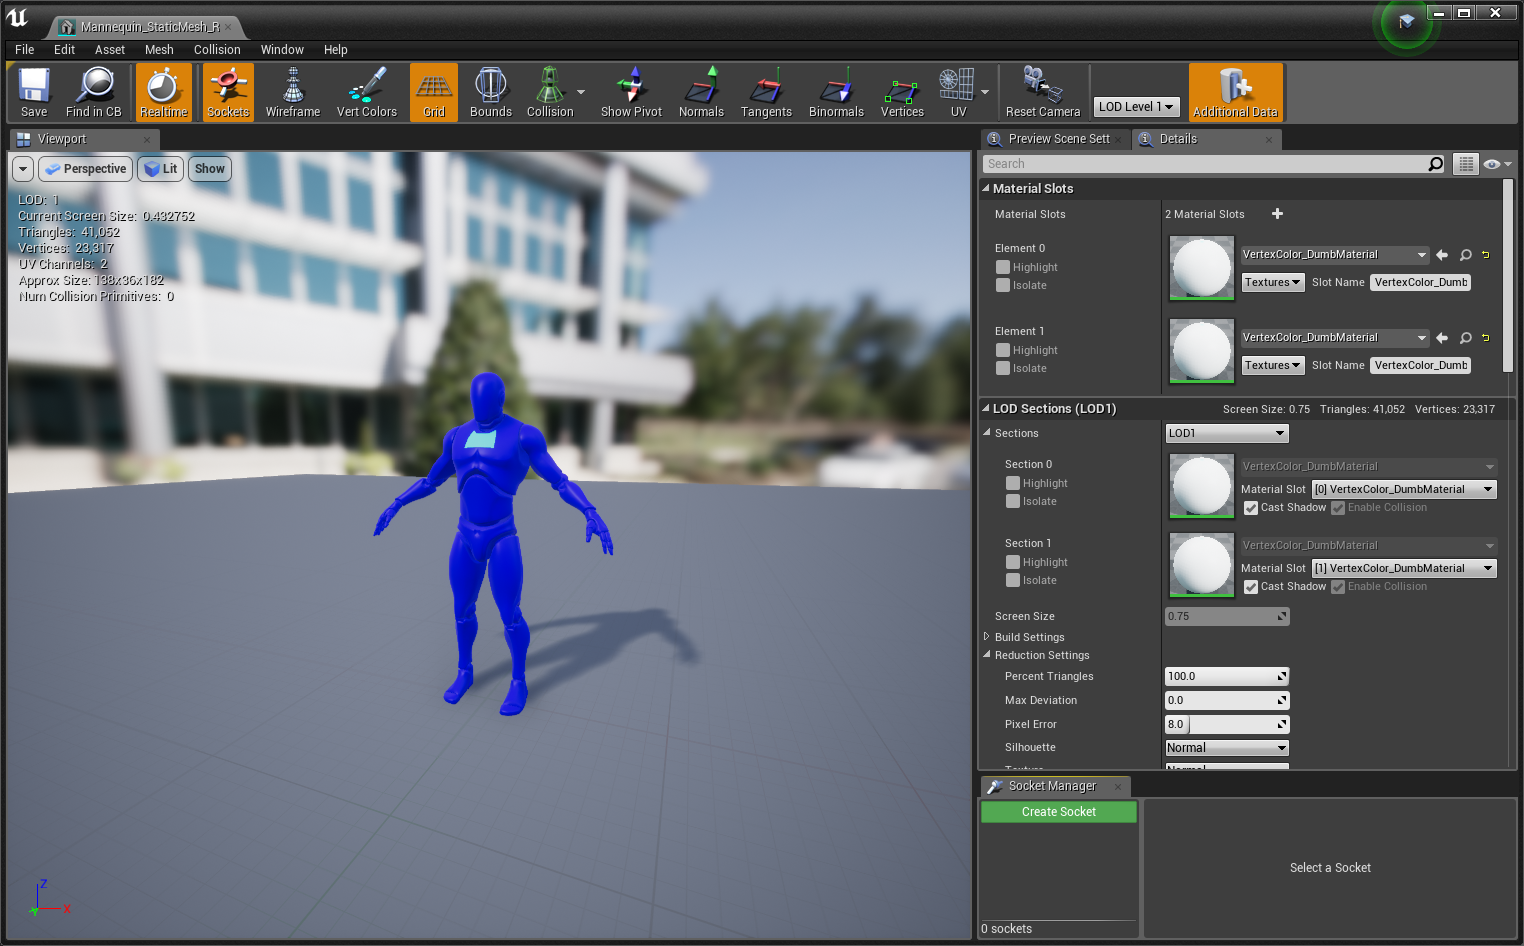 Mannequin_StaticMesh_R
File Edit Asset Mesh Collision Window Help
Save Find in CB Realtime Sockets Wireframe Vert Colors Grid Bounds Collision Show Pivot Normals Tangents Binormals Vertices UV Reset Camera LOD Level 1 Additional Data
Viewport
Perspective Lit Show
LOD: 1
Current Screen Size: 0.432752
Triangles: 41,052
Vertices: 23,317
UV Channels: 2
Approx Size: 138x36x182
Num Collision Primitives: 0
Z
X
Y
Preview Scene Sett Details
Search
Material Slots
Material Slots 2 Material Slots
Element 0 VertexColor_DumbMaterial
Highlight
Isolate Textures Slot Name VertexColor_Dumb
Element 1 VertexColor_DumbMaterial
Highlight
Isolate Textures Slot Name VertexColor_Dumb
LOD Sections (LOD1) Screen Size: 0.75 Triangles: 41,052 Vertices: 23,317
Sections LOD1
Section 0 VertexColor_DumbMaterial
Highlight Material Slot [0] VertexColor_DumbMaterial
Isolate Cast Shadow Enable Collision
Section 1 VertexColor_DumbMaterial
Highlight Material Slot [1] VertexColor_DumbMaterial
Isolate Cast Shadow Enable Collision
Screen Size 0.75
Build Settings
Reduction Settings
Percent Triangles 100.0
Max Deviation 0.0
Pixel Error 8.0
Silhouette Normal
Texture Normal
Socket Manager
Create Socket
Select a Socket
0 sockets